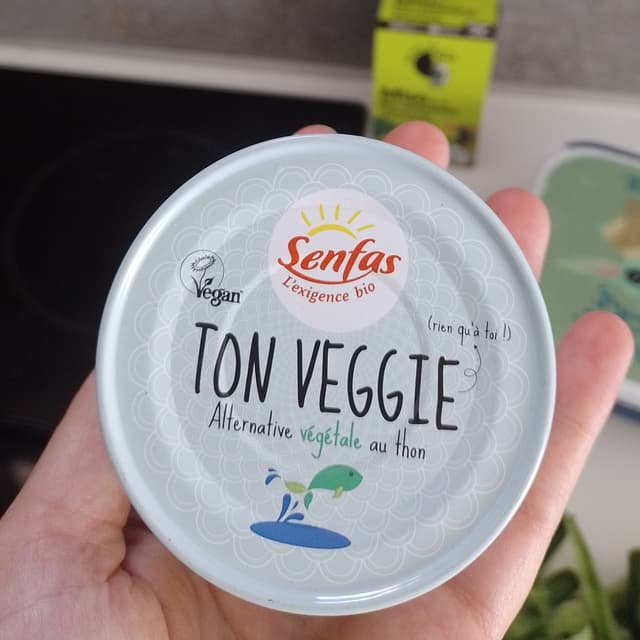 Senfas
L'exigence bio
Vegan
(rien qu'à toi !)
TON VEGGIE
Alternative végétale au thon